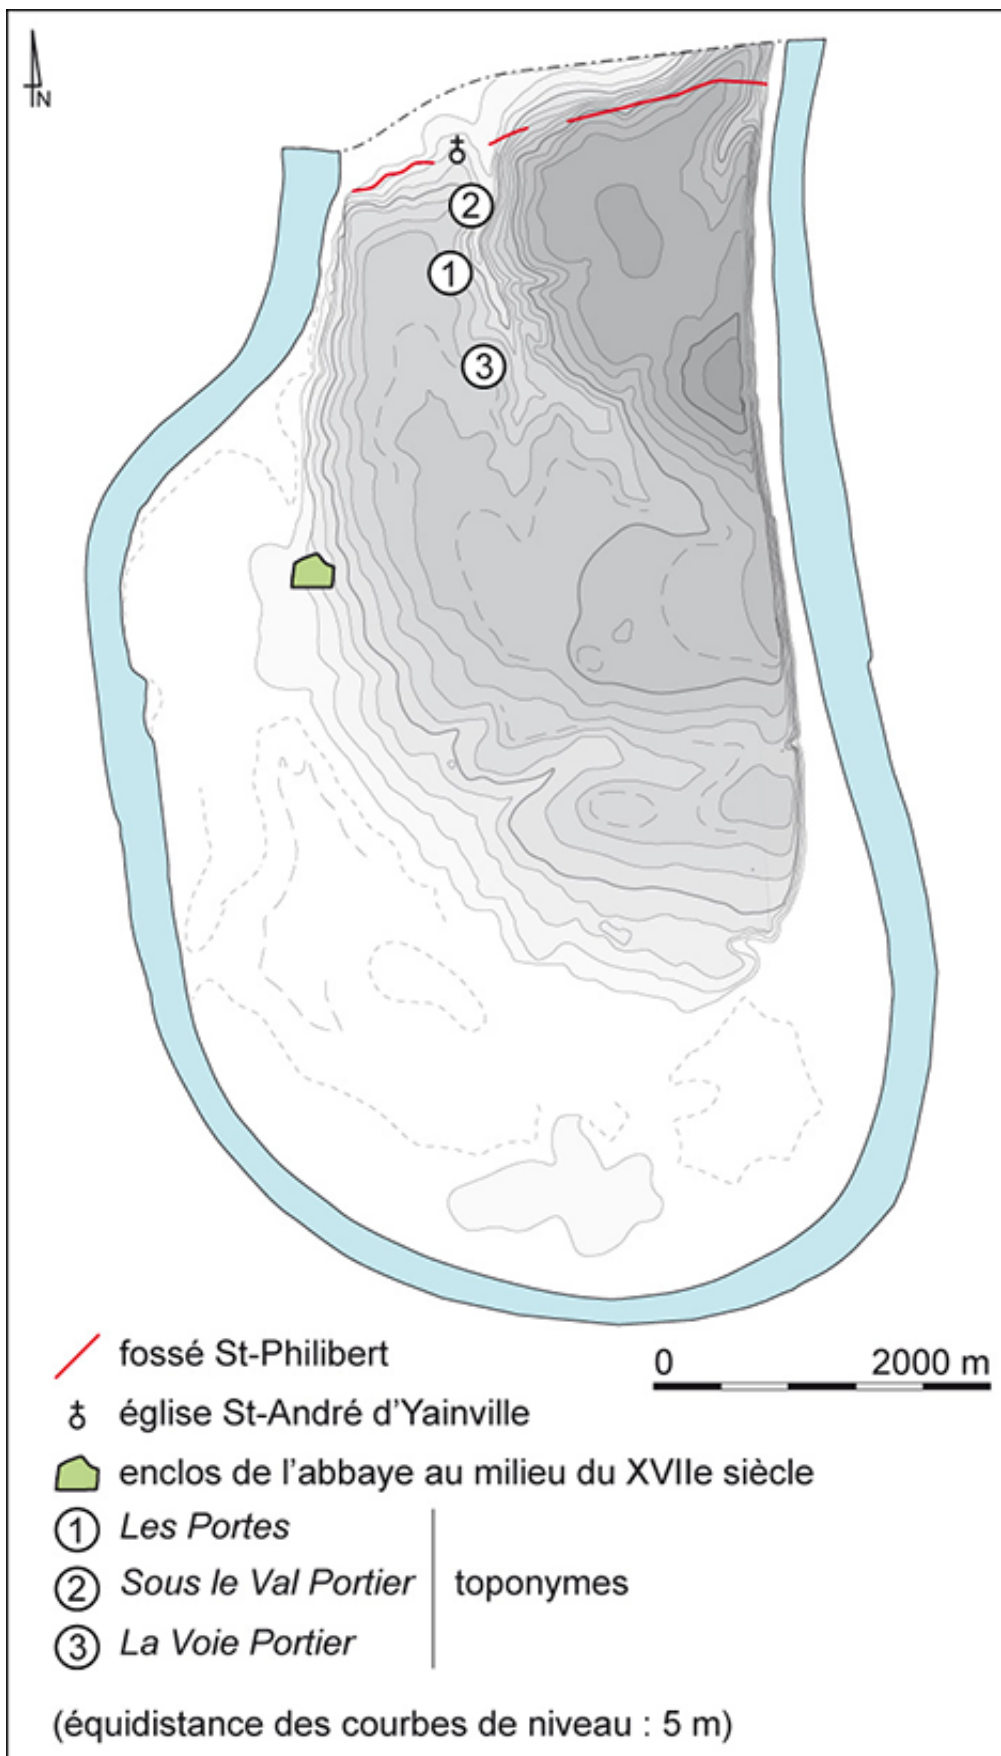 N
2
1
3
0 2000 m
fossé St-Philibert
église St-André d'Yainville
enclos de l'abbaye au milieu du XVIIe siècle
1 Les Portes
2 Sous le Val Portier
toponymes
3 La Voie Portier
(équidistance des courbes de niveau : 5 m)